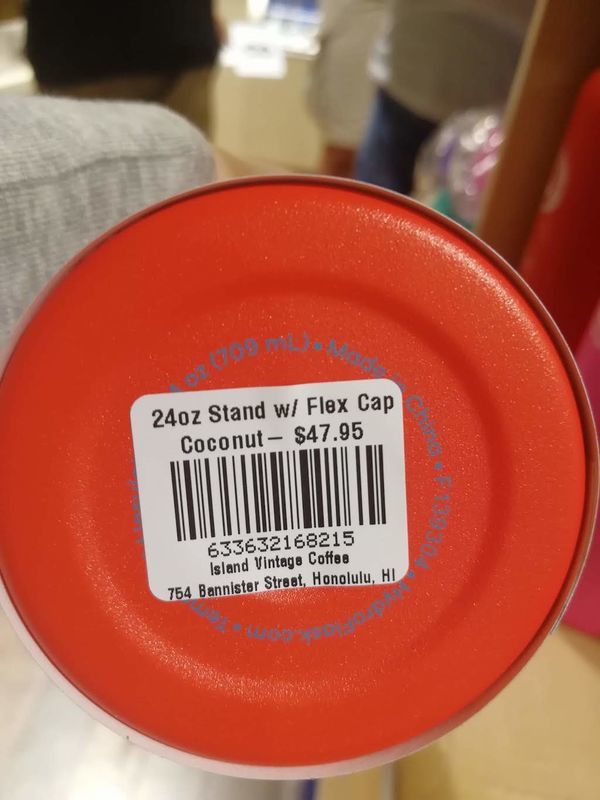 24oz Stand w/ Flex Cap
Coconut— $47.95
633632168215
Island Vintage Coffee
754 Bannister Street, Honolulu, HI
oz (709 mL) • Made in China • F139304 • HydroFlask.com •